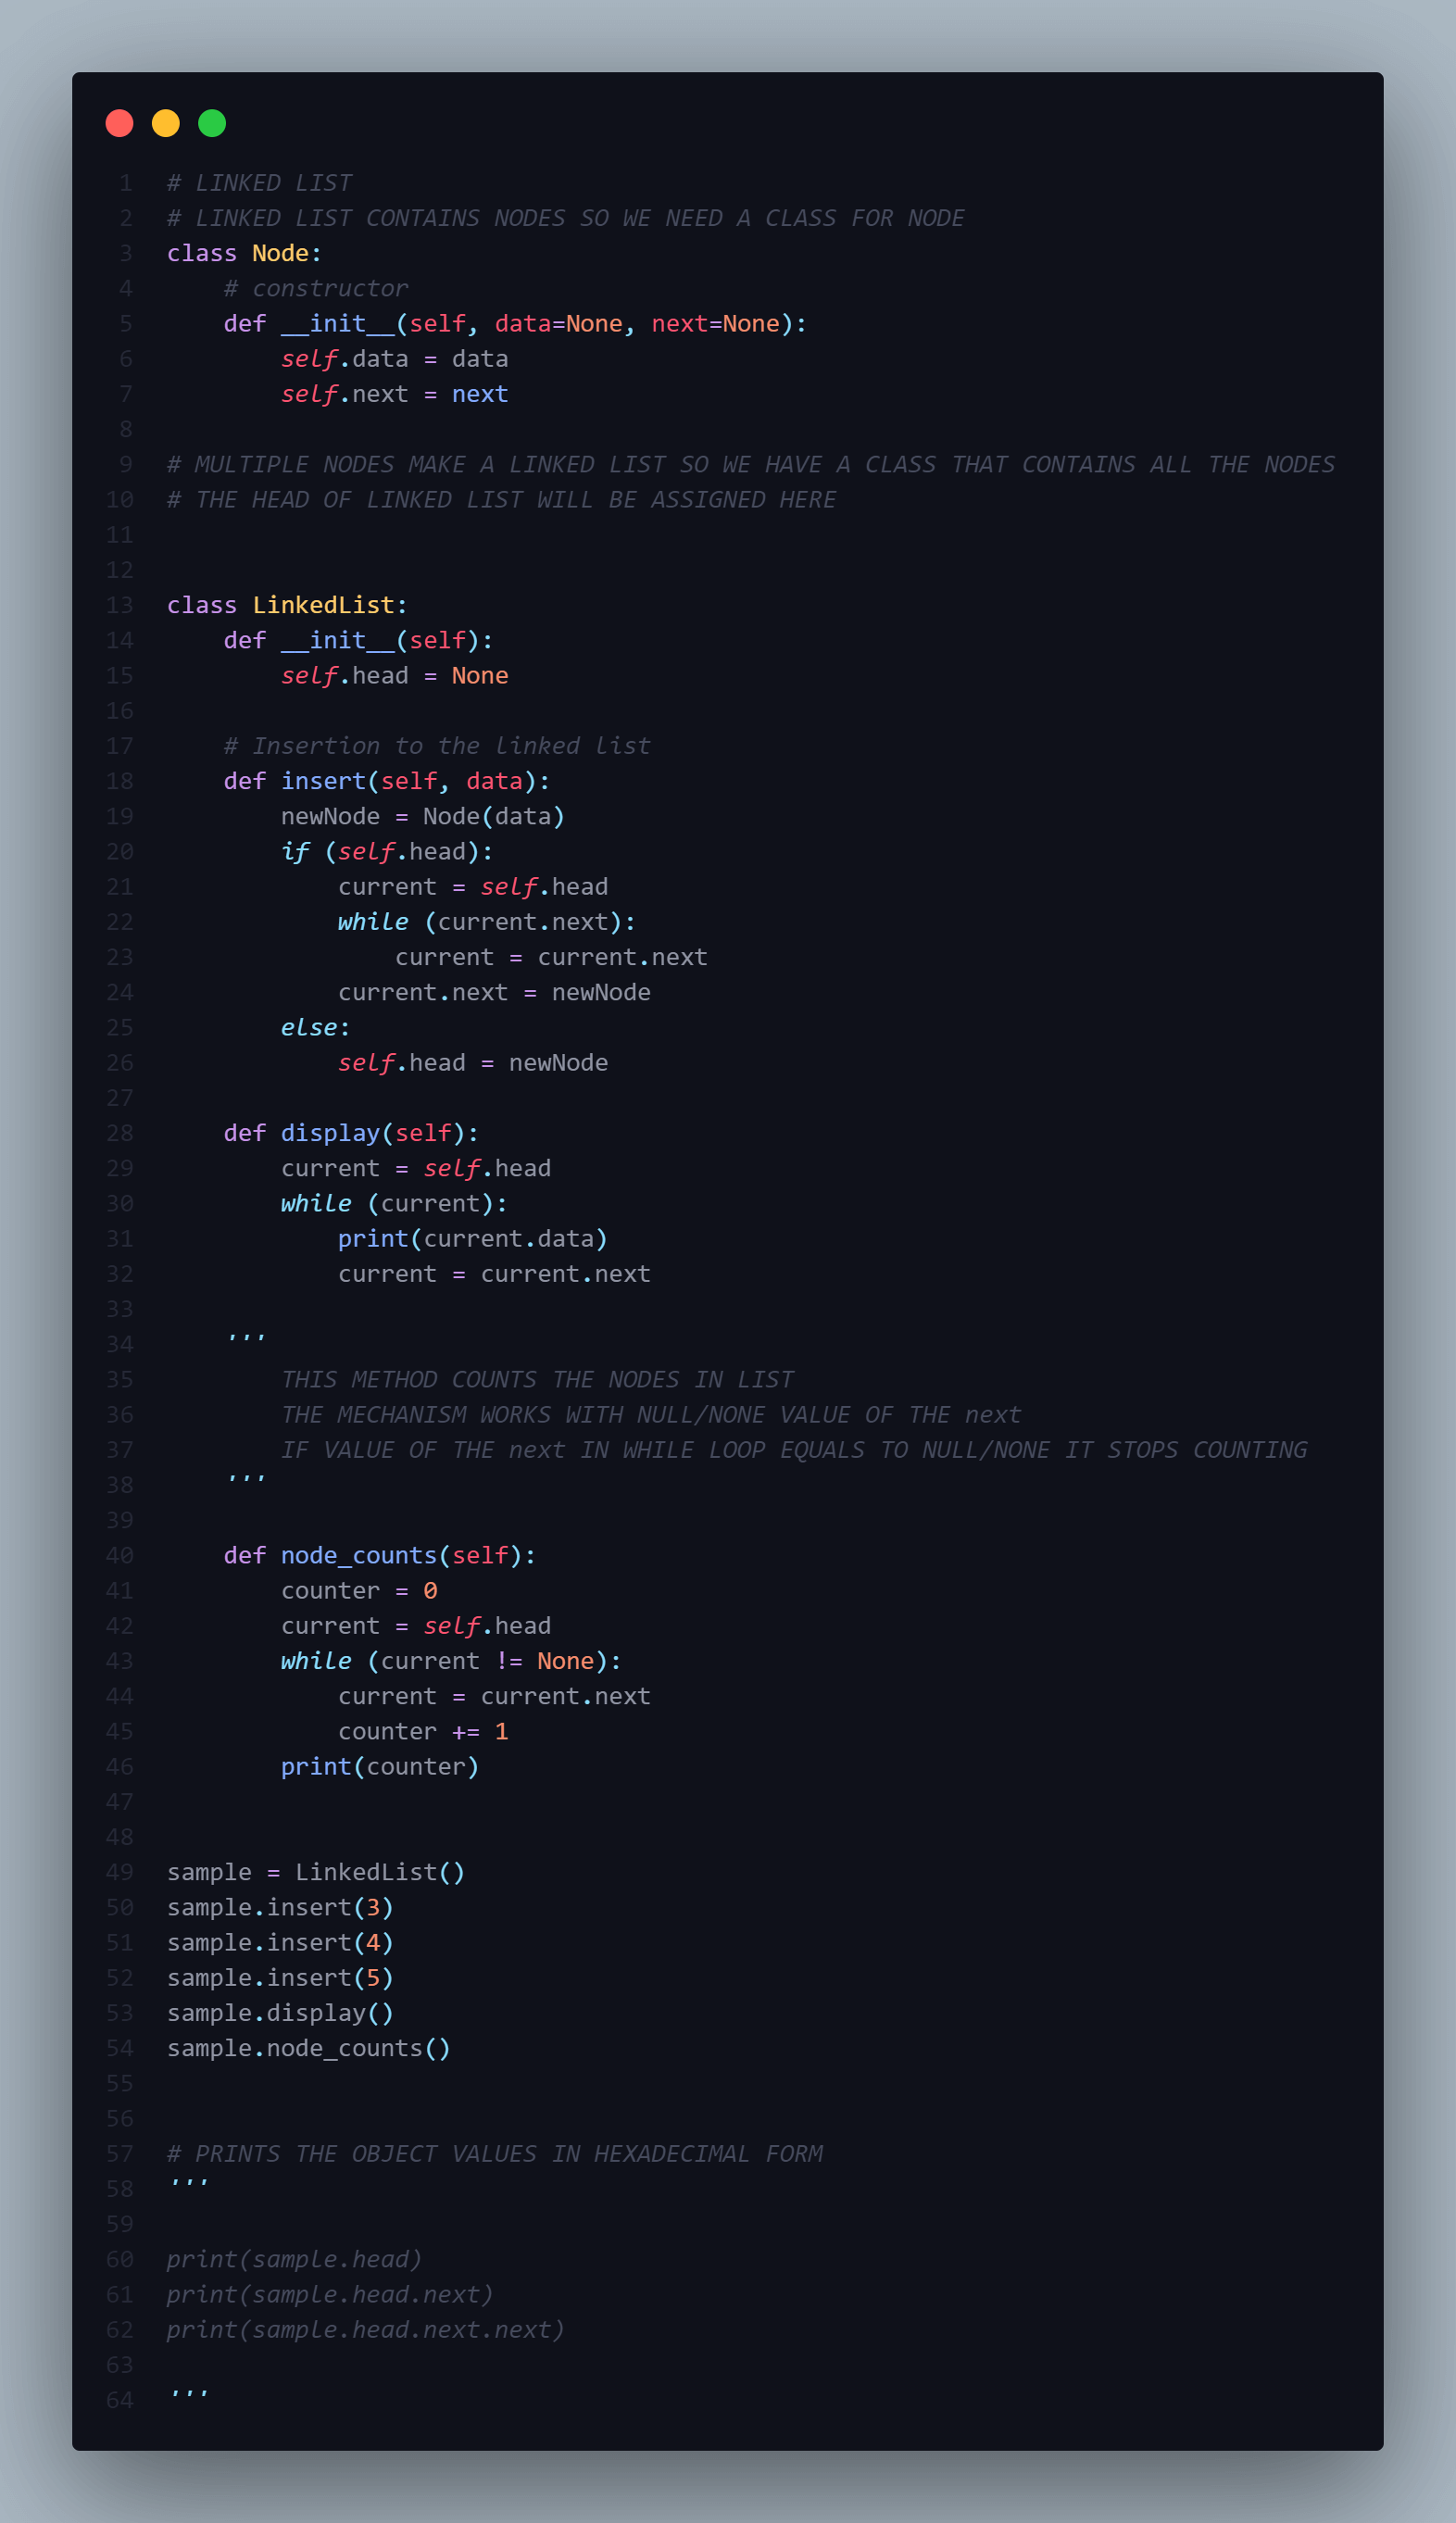 1 # LINKED LIST
2 # LINKED LIST CONTAINS NODES SO WE NEED A CLASS FOR NODE
3 class Node:
4     # constructor
5     def __init__(self, data=None, next=None):
6         self.data = data
7         self.next = next
8
9 # MULTIPLE NODES MAKE A LINKED LIST SO WE HAVE A CLASS THAT CONTAINS ALL THE NODES
10 # THE HEAD OF LINKED LIST WILL BE ASSIGNED HERE
11
12
13 class LinkedList:
14     def __init__(self):
15         self.head = None
16
17     # Insertion to the linked list
18     def insert(self, data):
19         newNode = Node(data)
20         if (self.head):
21             current = self.head
22             while (current.next):
23                 current = current.next
24             current.next = newNode
25         else:
26             self.head = newNode
27
28     def display(self):
29         current = self.head
30         while (current):
31             print(current.data)
32             current = current.next
33
34     '''
35         THIS METHOD COUNTS THE NODES IN LIST
36         THE MECHANISM WORKS WITH NULL/NONE VALUE OF THE next
37         IF VALUE OF THE next IN WHILE LOOP EQUALS TO NULL/NONE IT STOPS COUNTING
38     '''
39
40     def node_counts(self):
41         counter = 0
42         current = self.head
43         while (current != None):
44             current = current.next
45             counter += 1
46         print(counter)
47
48
49 sample = LinkedList()
50 sample.insert(3)
51 sample.insert(4)
52 sample.insert(5)
53 sample.display()
54 sample.node_counts()
55
56
57 # PRINTS THE OBJECT VALUES IN HEXADECIMAL FORM
58 '''
59
60 print(sample.head)
61 print(sample.head.next)
62 print(sample.head.next.next)
63
64 '''